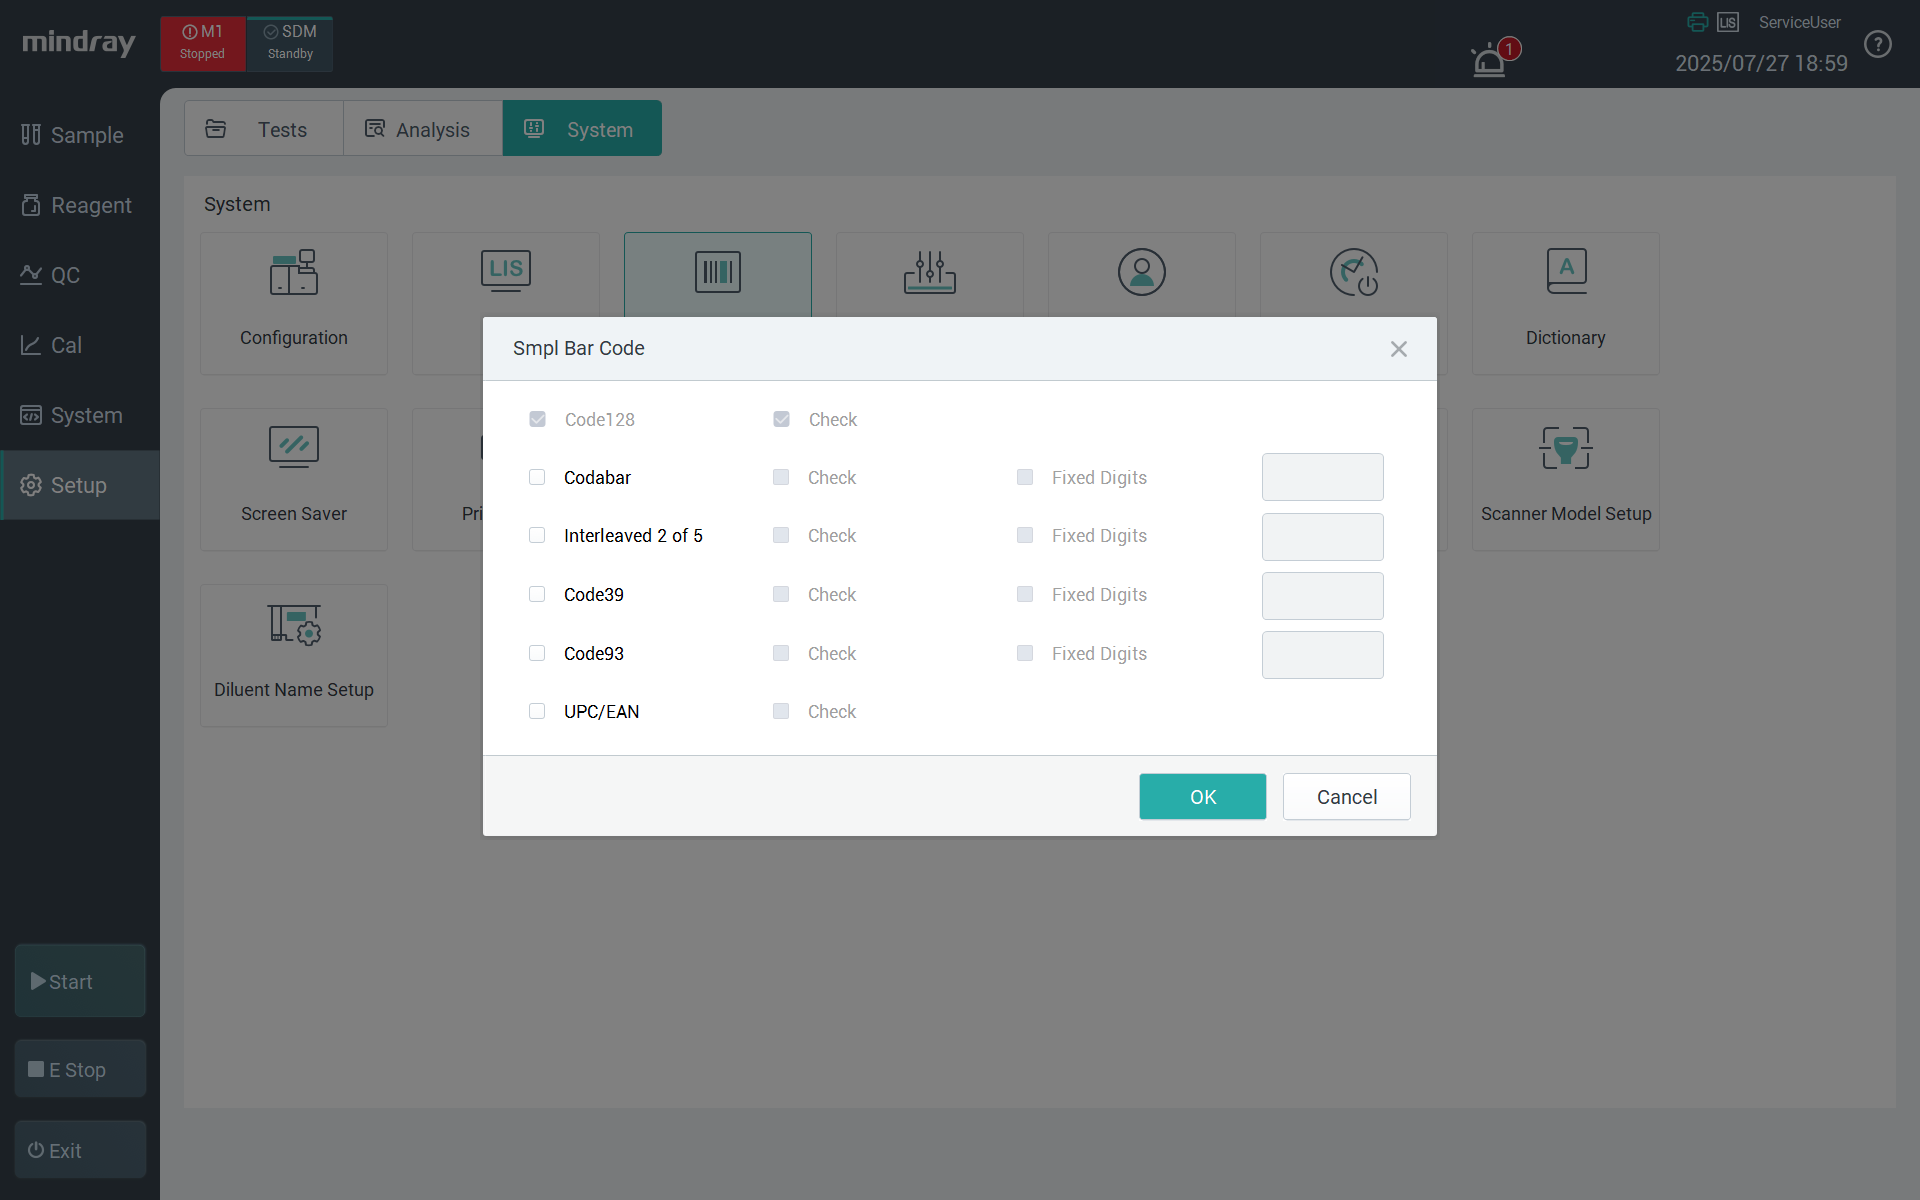 mindray
M1
Stopped
SDM
Standby
1
LIS
ServiceUser
2025/07/27 18:59
?
Sample
Reagent
QC
Cal
System
Setup
Start
E Stop
Exit
Tests
Analysis
System
System
Configuration
LIS
A
Dictionary
Screen Saver
Pri
Scanner Model Setup
Diluent Name Setup
Smpl Bar Code
Code128
Check
Codabar
Check
Fixed Digits
Interleaved 2 of 5
Check
Fixed Digits
Code39
Check
Fixed Digits
Code93
Check
Fixed Digits
UPC/EAN
Check
OK
Cancel